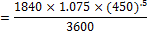 = 1840 × 1.075 × (450)^.5 / 3600